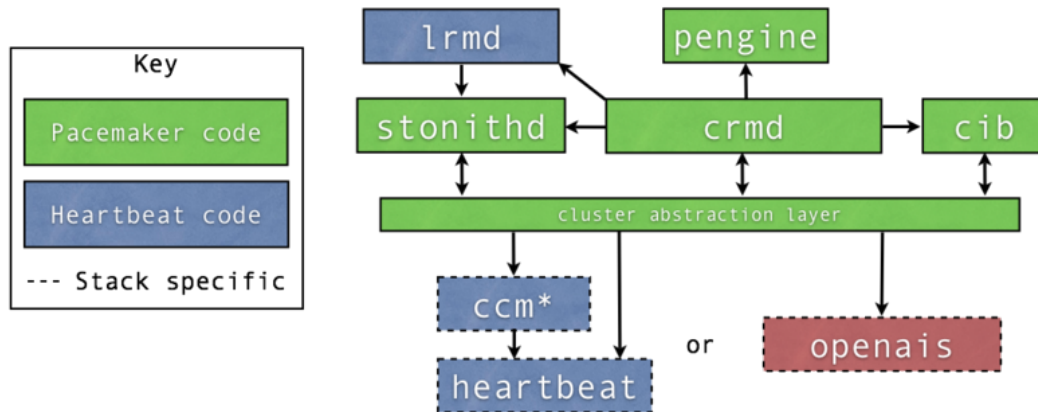 Key
Pacemaker code
Heartbeat code
--- Stack specific
lrmd
pengine
stonithd
crmd
cib
cluster abstraction layer
ccm*
heartbeat
or
openais